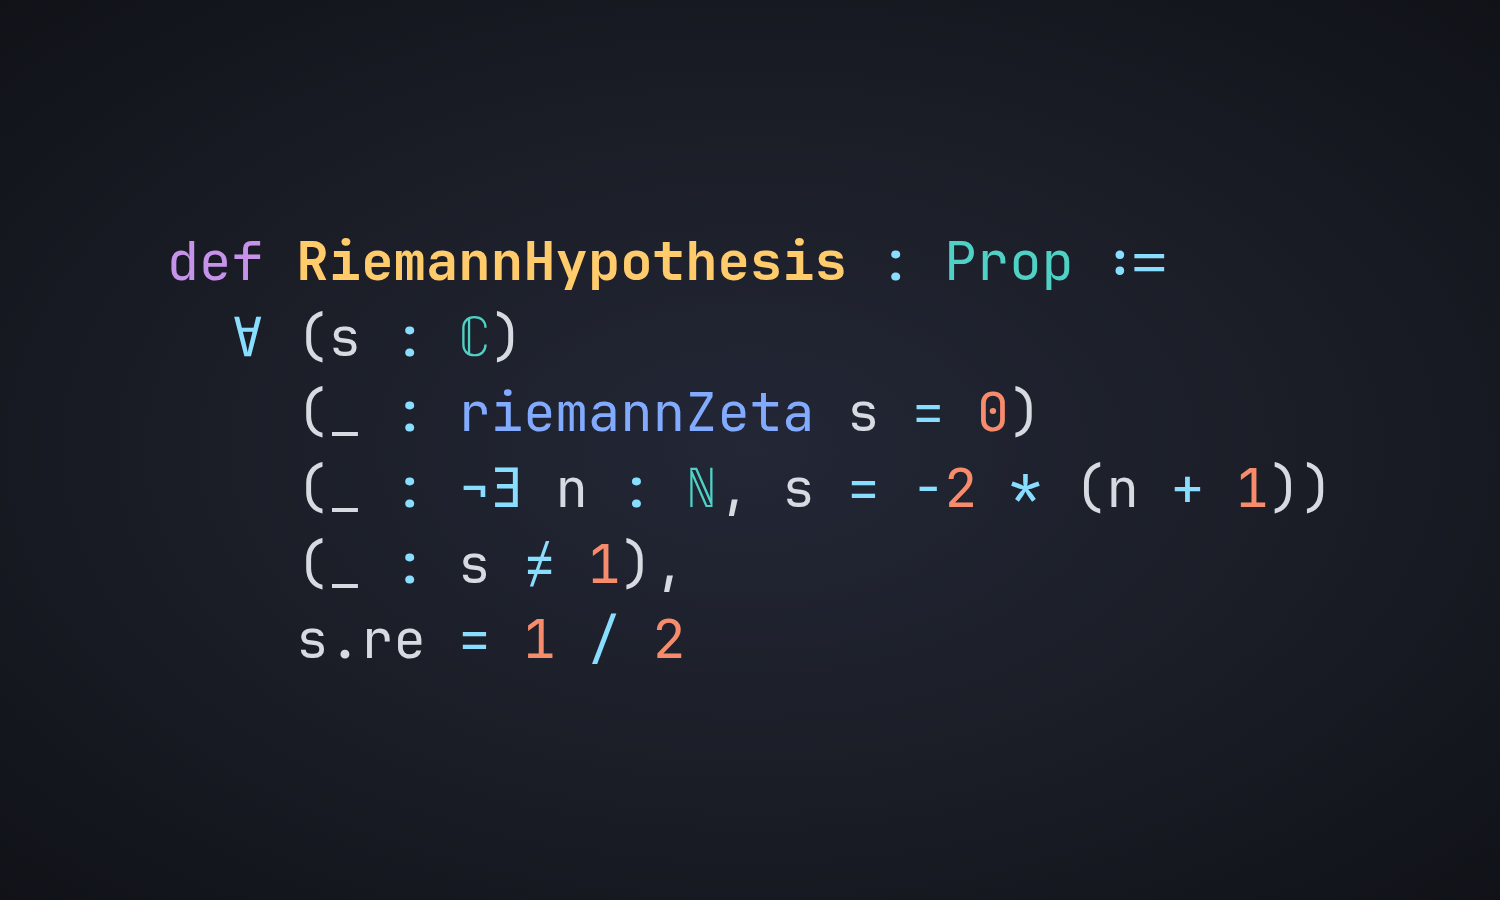 def RiemannHypothesis : Prop :=
  ∀ (s : ℂ)
    (_ : riemannZeta s = 0)
    (_ : ¬∃ n : ℕ, s = -2 * (n + 1))
    (_ : s ≠ 1),
    s.re = 1 / 2